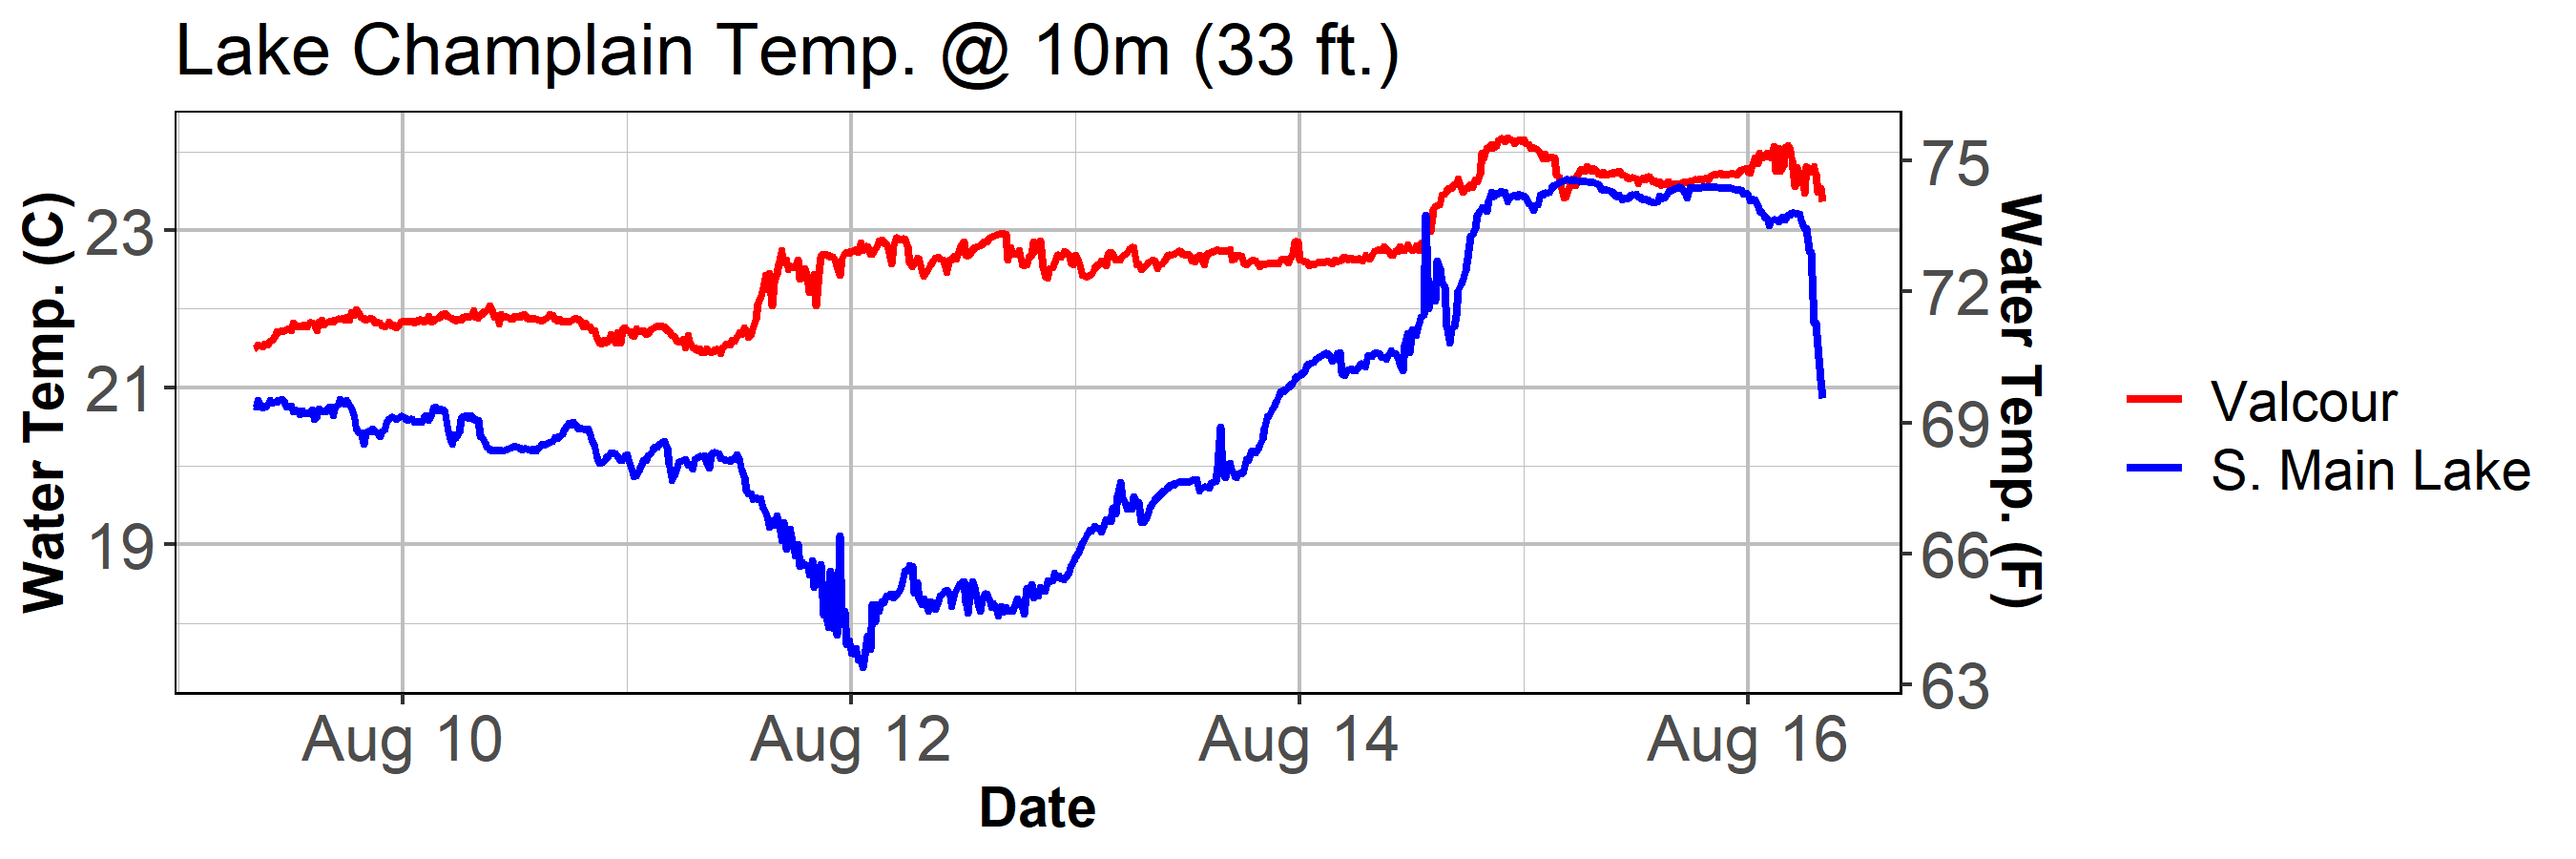 Lake Champlain Temp. @ 10m (33 ft.)
Water Temp. (C)
23
21
19
75
72
69
66
63
Water Temp. (F)
Aug 10
Aug 12
Aug 14
Aug 16
Date
Valcour
S. Main Lake